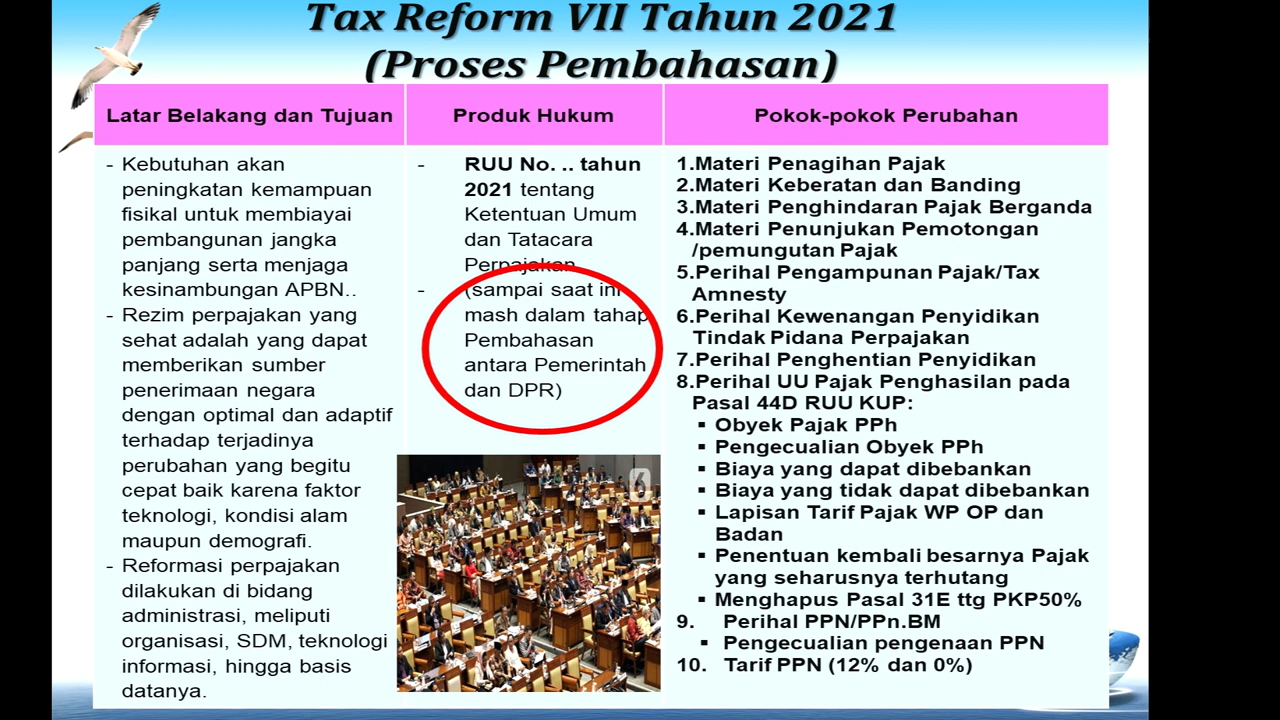 Tax Reform VII Tahun 2021
(Proses Pembahasan)
Latar Belakang dan Tujuan
Produk Hukum
Pokok-pokok Perubahan
- Kebutuhan akan
peningkatan kemampuan
fisikal untuk membiayai
pembangunan jangka
panjang serta menjaga
kesinambungan APBN..
- Rezim perpajakan yang
sehat adalah yang dapat
memberikan sumber
penerimaan negara
dengan optimal dan adaptif
terhadap terjadinya
perubahan yang begitu
cepat baik karena faktor
teknologi, kondisi alam
maupun demografi.
- Reformasi perpajakan
dilakukan di bidang
administrasi, meliputi
organisasi, SDM, teknologi
informasi, hingga basis
datanya.
- RUU No. .. tahun
2021 tentang
Ketentuan Umum
dan Tatacara
Perpajakan
- (sampai saat ini
mash dalam tahap
Pembahasan
antara Pemerintah
dan DPR)
6
1.Materi Penagihan Pajak
2.Materi Keberatan dan Banding
3.Materi Penghindaran Pajak Berganda
4.Materi Penunjukan Pemotongan
/pemungutan Pajak
5.Perihal Pengampunan Pajak/Tax
Amnesty
6.Perihal Kewenangan Penyidikan
Tindak Pidana Perpajakan
7.Perihal Penghentian Penyidikan
8.Perihal UU Pajak Penghasilan pada
Pasal 44D RUU KUP:
▪ Obyek Pajak PPh
▪ Pengecualian Obyek PPh
▪ Biaya yang dapat dibebankan
▪ Biaya yang tidak dapat dibebankan
▪ Lapisan Tarif Pajak WP OP dan
Badan
▪ Penentuan kembali besarnya Pajak
yang seharusnya terhutang
▪ Menghapus Pasal 31E ttg PKP50%
9. Perihal PPN/PPn.BM
▪ Pengecualian pengenaan PPN
10. Tarif PPN (12% dan 0%)